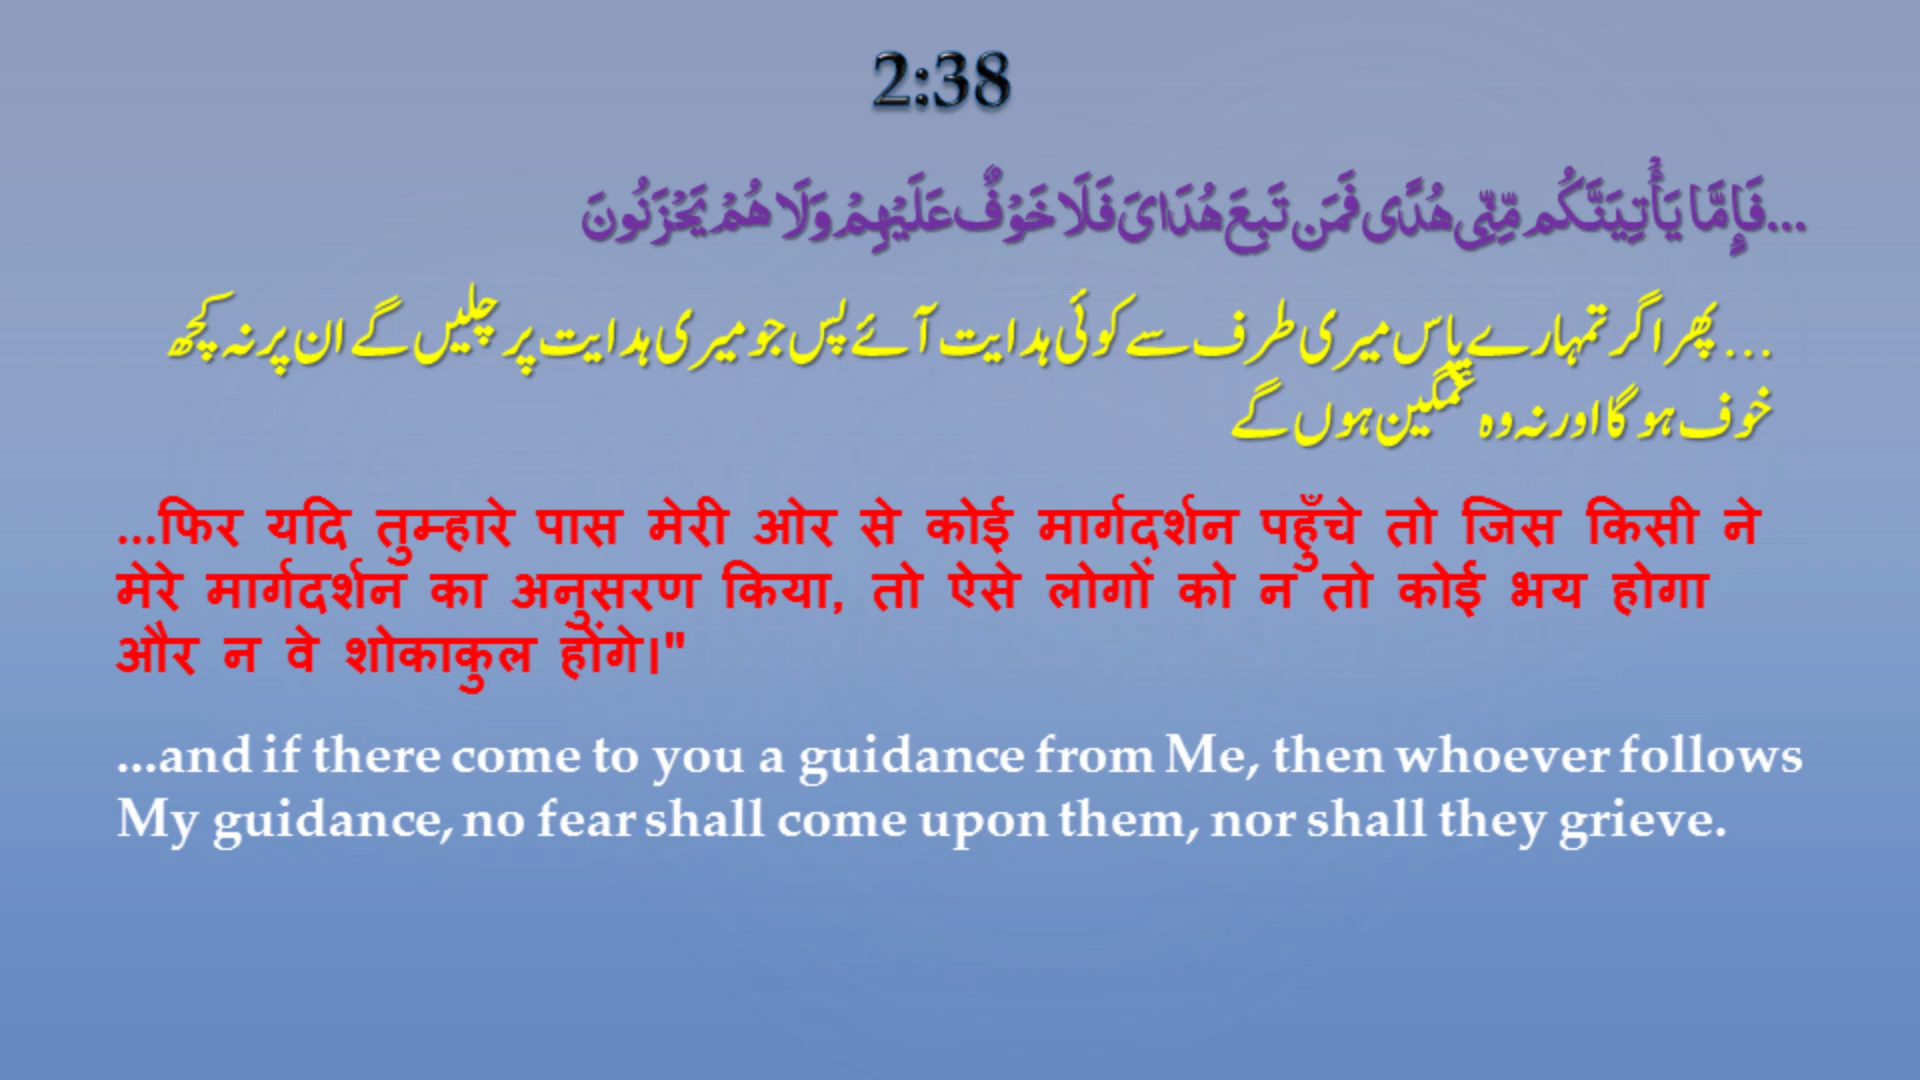 2:38
...فَإِمَّا يَأْتِيَنَّكُم مِّنِّى هُدًى فَمَن تَبِعَ هُدَاىَ فَلَا خَوْفٌ عَلَيْهِمْ وَلَا هُمْ يَحْزَنُونَ
...پھر اگر تمہارے پاس میری طرف سے کوئی ہدایت آئے پس جو میری ہدایت پر چلیں گے ان پر نہ کچھ
خوف ہو گا اور نہ وہ غمگین ہوں گے
...फिर यदि तुम्हारे पास मेरी ओर से कोई मार्गदर्शन पहुँचे तो जिस किसी ने
मेरे मार्गदर्शन का अनुसरण किया, तो ऐसे लोगों को न तो कोई भय होगा
और न वे शोकाकुल होंगे।"
...and if there come to you a guidance from Me, then whoever follows
My guidance, no fear shall come upon them, nor shall they grieve.